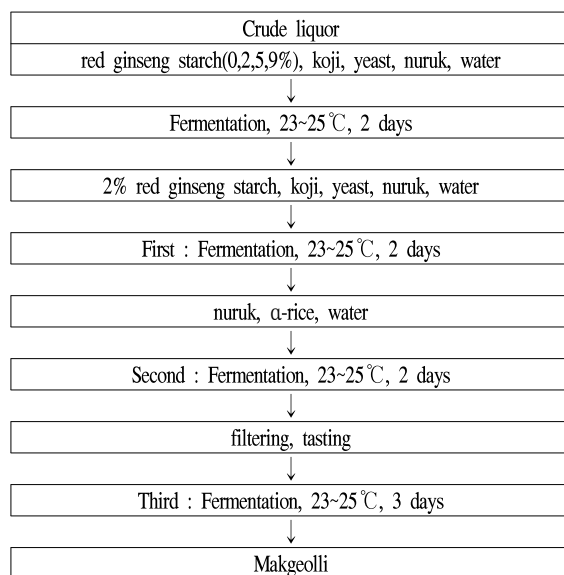 Crude liquor
red ginseng starch(0,2,5,9%), koji, yeast, nuruk, water
Fermentation, 23~25℃, 2 days
2% red ginseng starch, koji, yeast, nuruk, water
First : Fermentation, 23~25℃, 2 days
nuruk, α-rice, water
Second : Fermentation, 23~25℃, 2 days
filtering, tasting
Third : Fermentation, 23~25℃, 3 days
Makgeolli